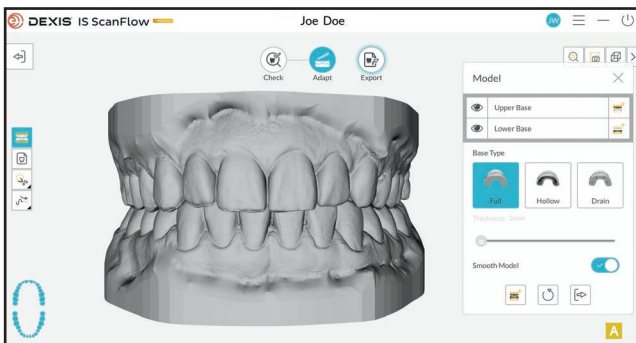 DEXIS IS ScanFlow
Joe Doe
JW
Check
Adapt
Export
Model
Upper Base
Lower Base
Base Type
Full
Hollow
Drain
Thickness: 2mm
Smooth Model
A